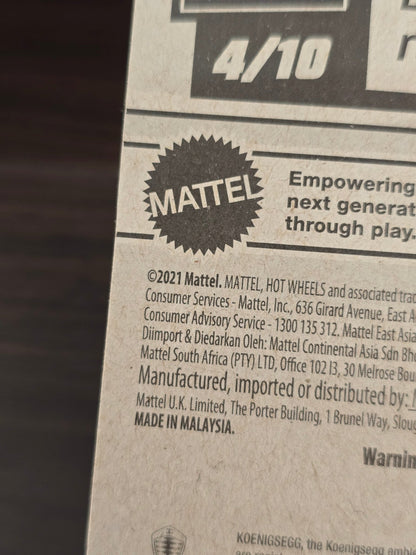 4/10
MATTEL
Empowering
next generat
through play.
©2021 Mattel. MATTEL, HOT WHEELS and associated trad
Consumer Services - Mattel, Inc., 636 Girard Avenue, East A
Consumer Advisory Service - 1300 135 312. Mattel East Asia
Diimport & Diedarkan Oleh: Mattel Continental Asia Sdn Bh
Mattel South Africa (PTY) LTD, Office 102 I3, 30 Melrose Bou
Manufactured, imported or distributed by:
Mattel U.K. Limited, The Porter Building, 1 Brunel Way, Sloug
MADE IN MALAYSIA.
Warnin
KOENIGSEGG, the Koenigsegg emb